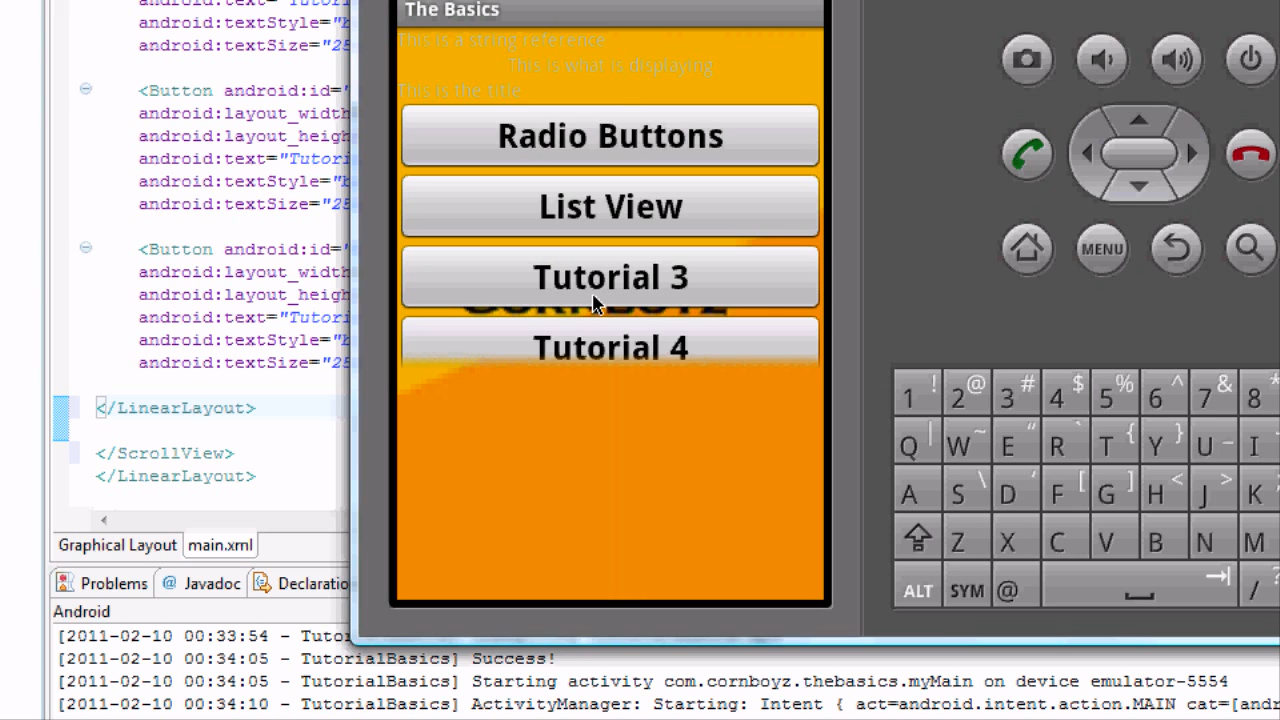 The Basics
This is a string reference
This is what is displaying
This is the title
Radio Buttons
List View
Tutorial 3
Tutorial 4
android:text="Tutori
android:textStyle="b
android:textSize="25
<Button android:id="
android:layout_width
android:layout_heigh
android:text="Tutori
android:textStyle="b
android:textSize="25
<Button android:id="
android:layout_width
android:layout_heigh
android:text="Tutori
android:textStyle="b
android:textSize="25
</LinearLayout>
</ScrollView>
</LinearLayout>
Graphical Layout main.xml
Problems @ Javadoc Declaratio
Android
[2011-02-10 00:33:54 - Tutor
[2011-02-10 00:34:05 - TutorialBasics] Success!
[2011-02-10 00:34:05 - TutorialBasics] Starting activity com.cornboyz.thebasics.myMain on device emulator-5554
[2011-02-10 00:34:10 - TutorialBasics] ActivityManager: Starting: Intent { act=android.intent.action.MAIN cat=[andr
MENU
1 ! 2 @ 3 # 4 $ 5 % 6 ^ 7 & 8 *
Q | W ~ E " R ` T { Y } U _ I
A S \ D F [ G ] H < J > K ;
Z X C V B N M
ALT SYM @ / ?